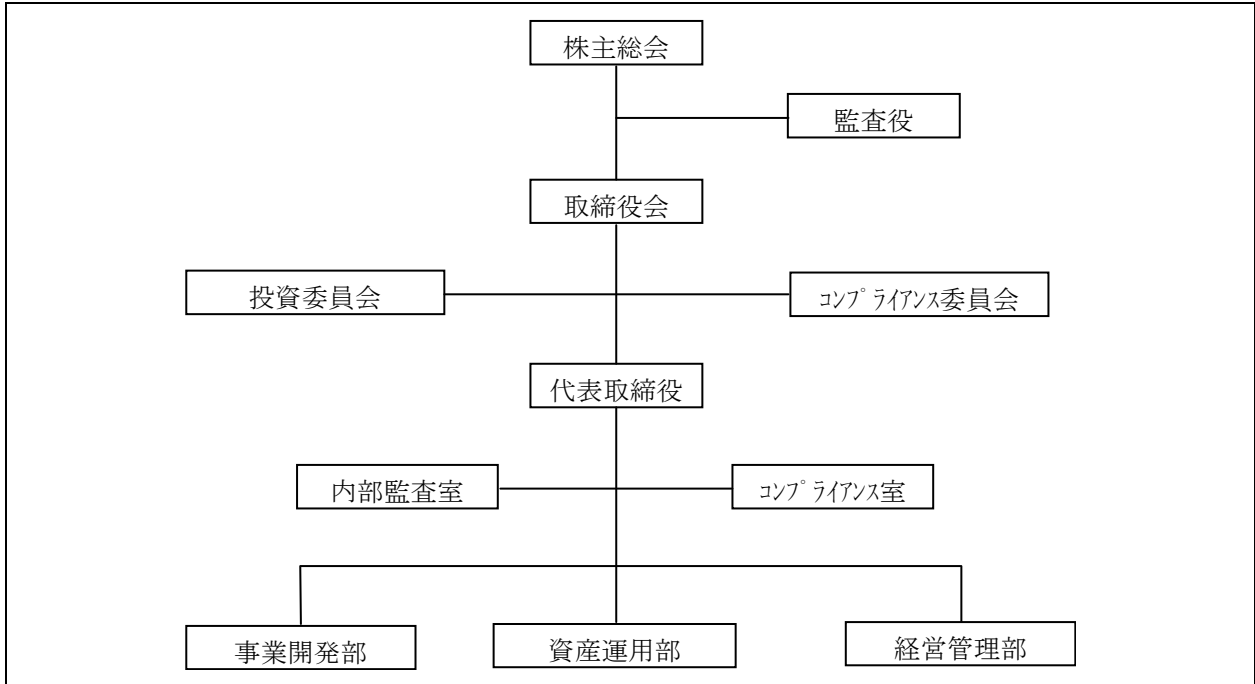 株主総会
監査役
取締役会
投資委員会
ｺﾝﾌﾟﾗｲｱﾝｽ委員会
代表取締役
内部監査室
ｺﾝﾌﾟﾗｲｱﾝｽ室
事業開発部
資産運用部
経営管理部